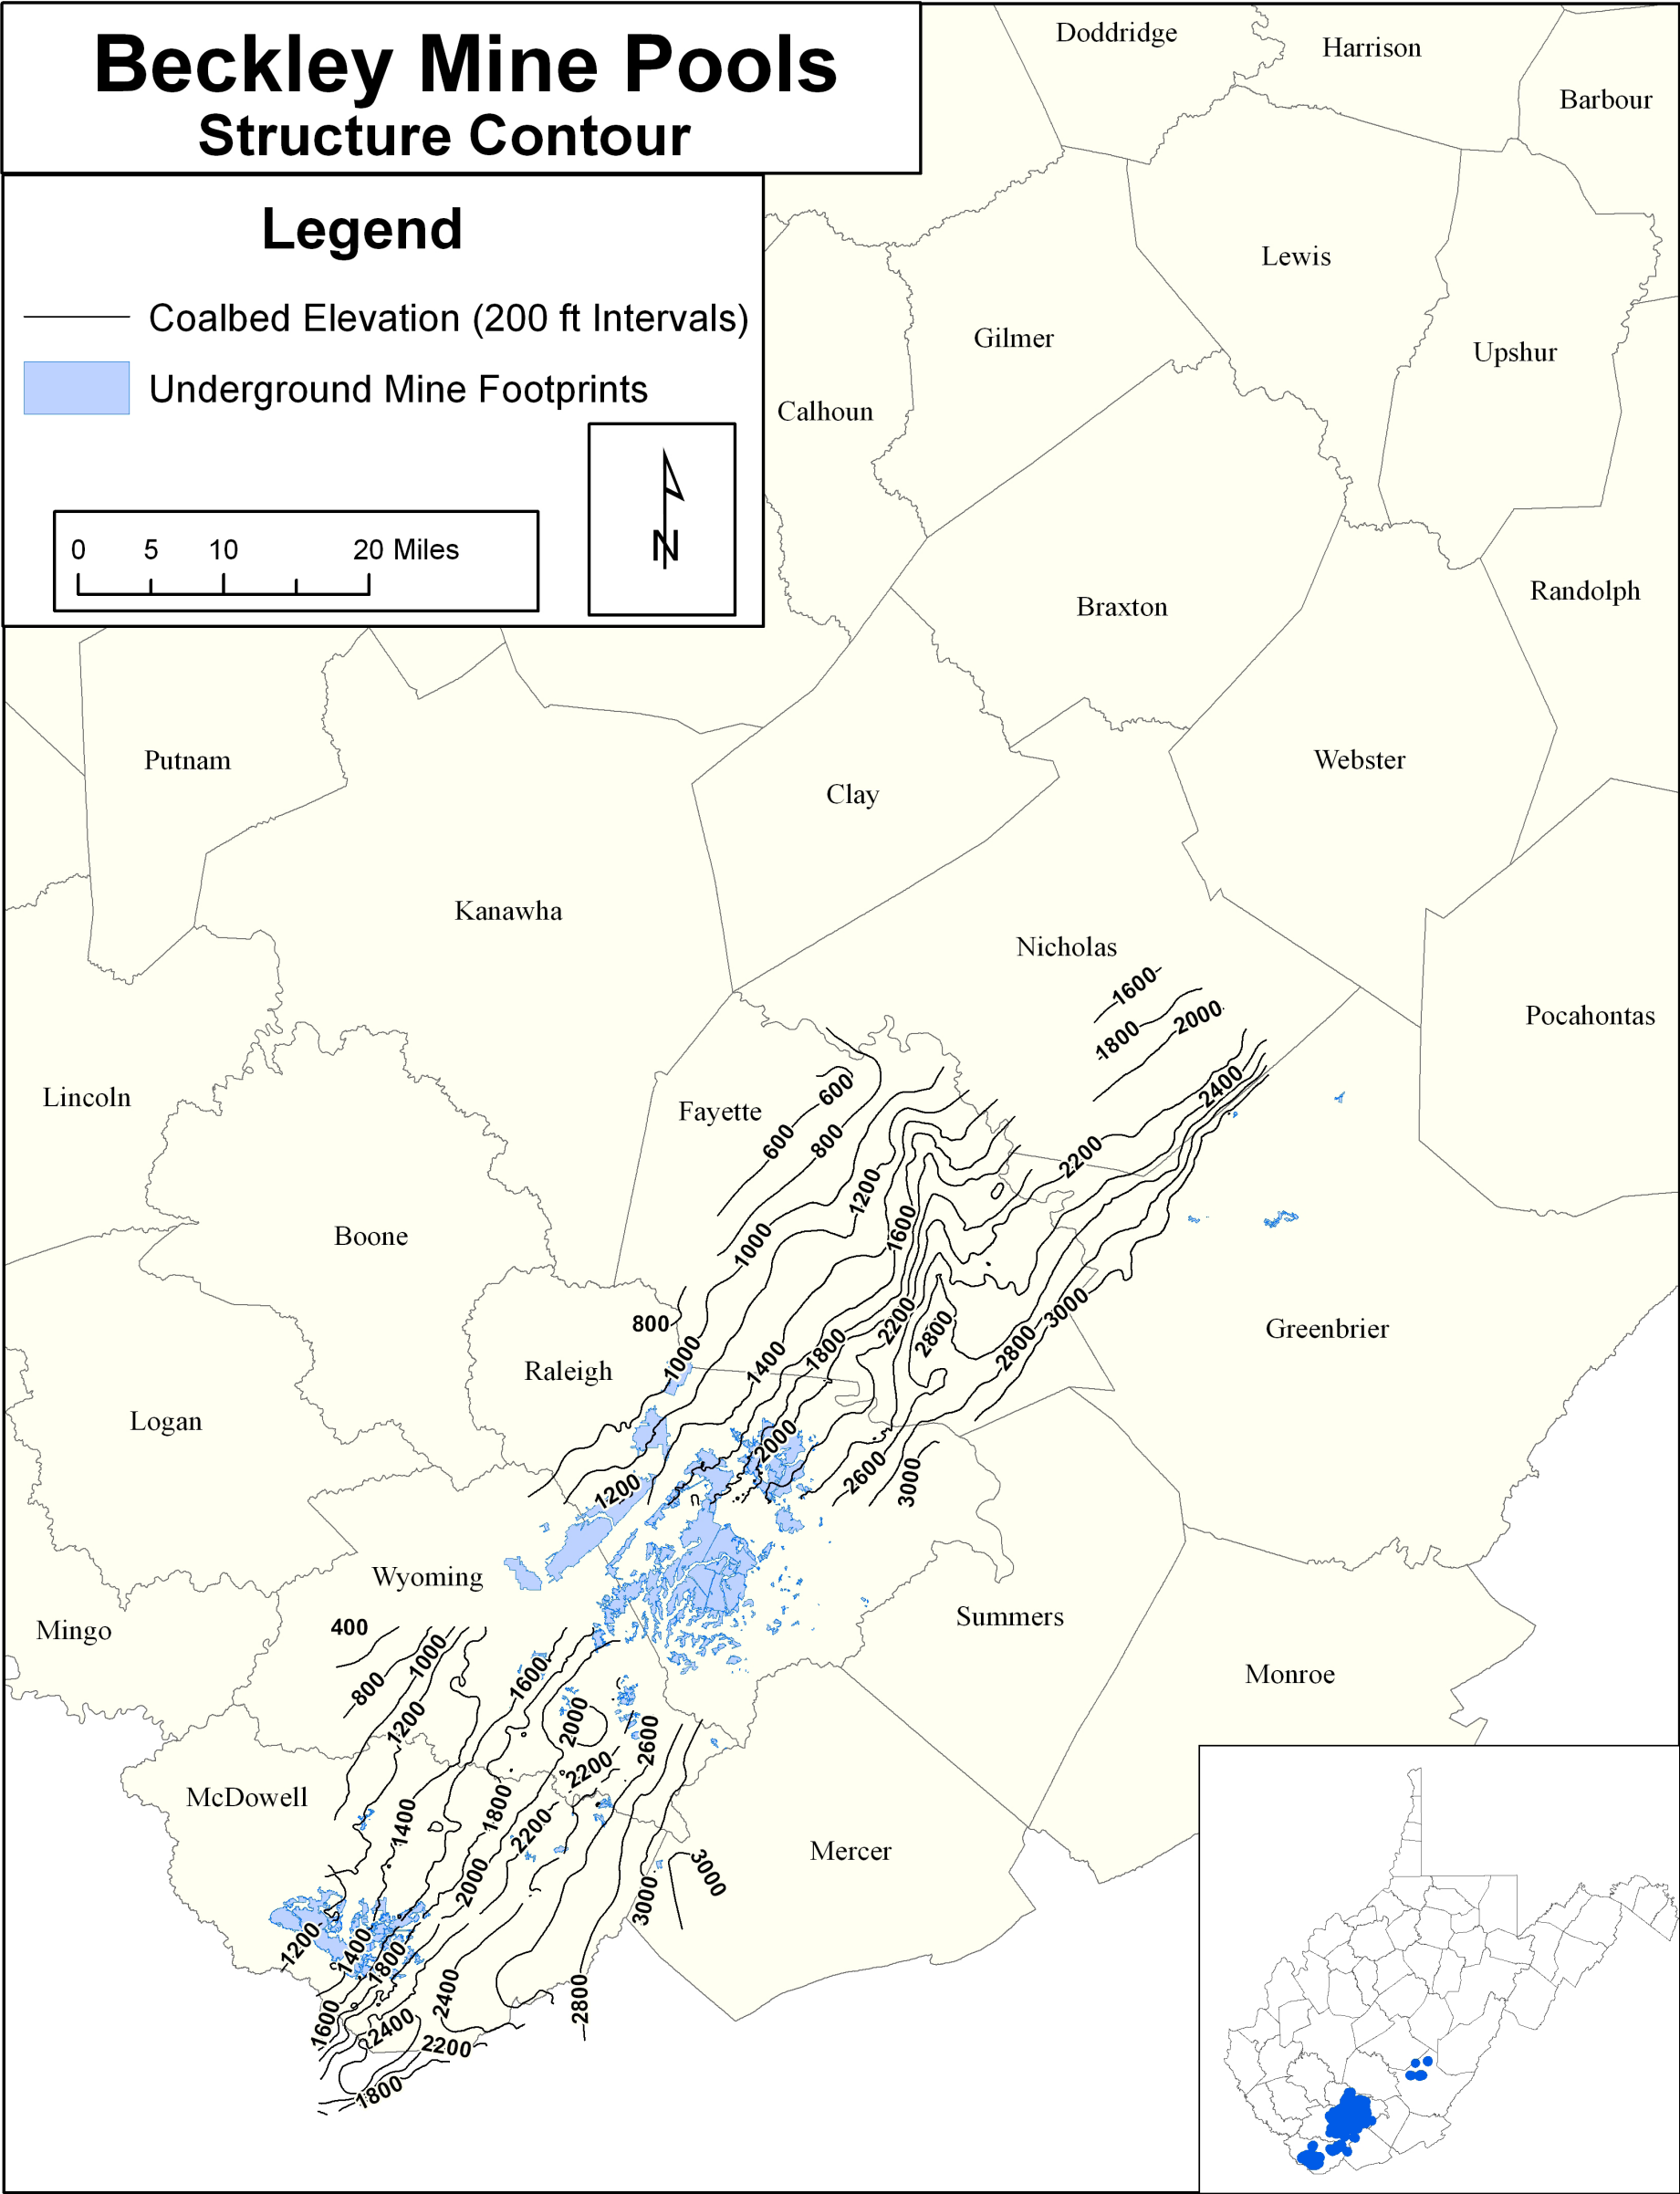 Beckley Mine Pools
Structure Contour
Legend
Coalbed Elevation (200 ft Intervals)
Underground Mine Footprints
0 5 10 20 Miles
N
Doddridge
Harrison
Barbour
Lewis
Gilmer
Upshur
Calhoun
Randolph
Braxton
Putnam
Webster
Clay
Kanawha
Nicholas
Pocahontas
Lincoln
Fayette
Boone
Greenbrier
Raleigh
Logan
Wyoming
Summers
Mingo
Monroe
McDowell
Mercer
1600
1800
2000
2400
600
600
800
2200
1200
1000
1600
800
2200
2800
3000
1000
1400
1800
2800
2000
2600
3000
1200
400
1000
800
1600
1200
2000
2600
2200
1400
1800
2200
2000
3000
3000
1200
1400
1800
2400
2800
1600
2400
2200
1800